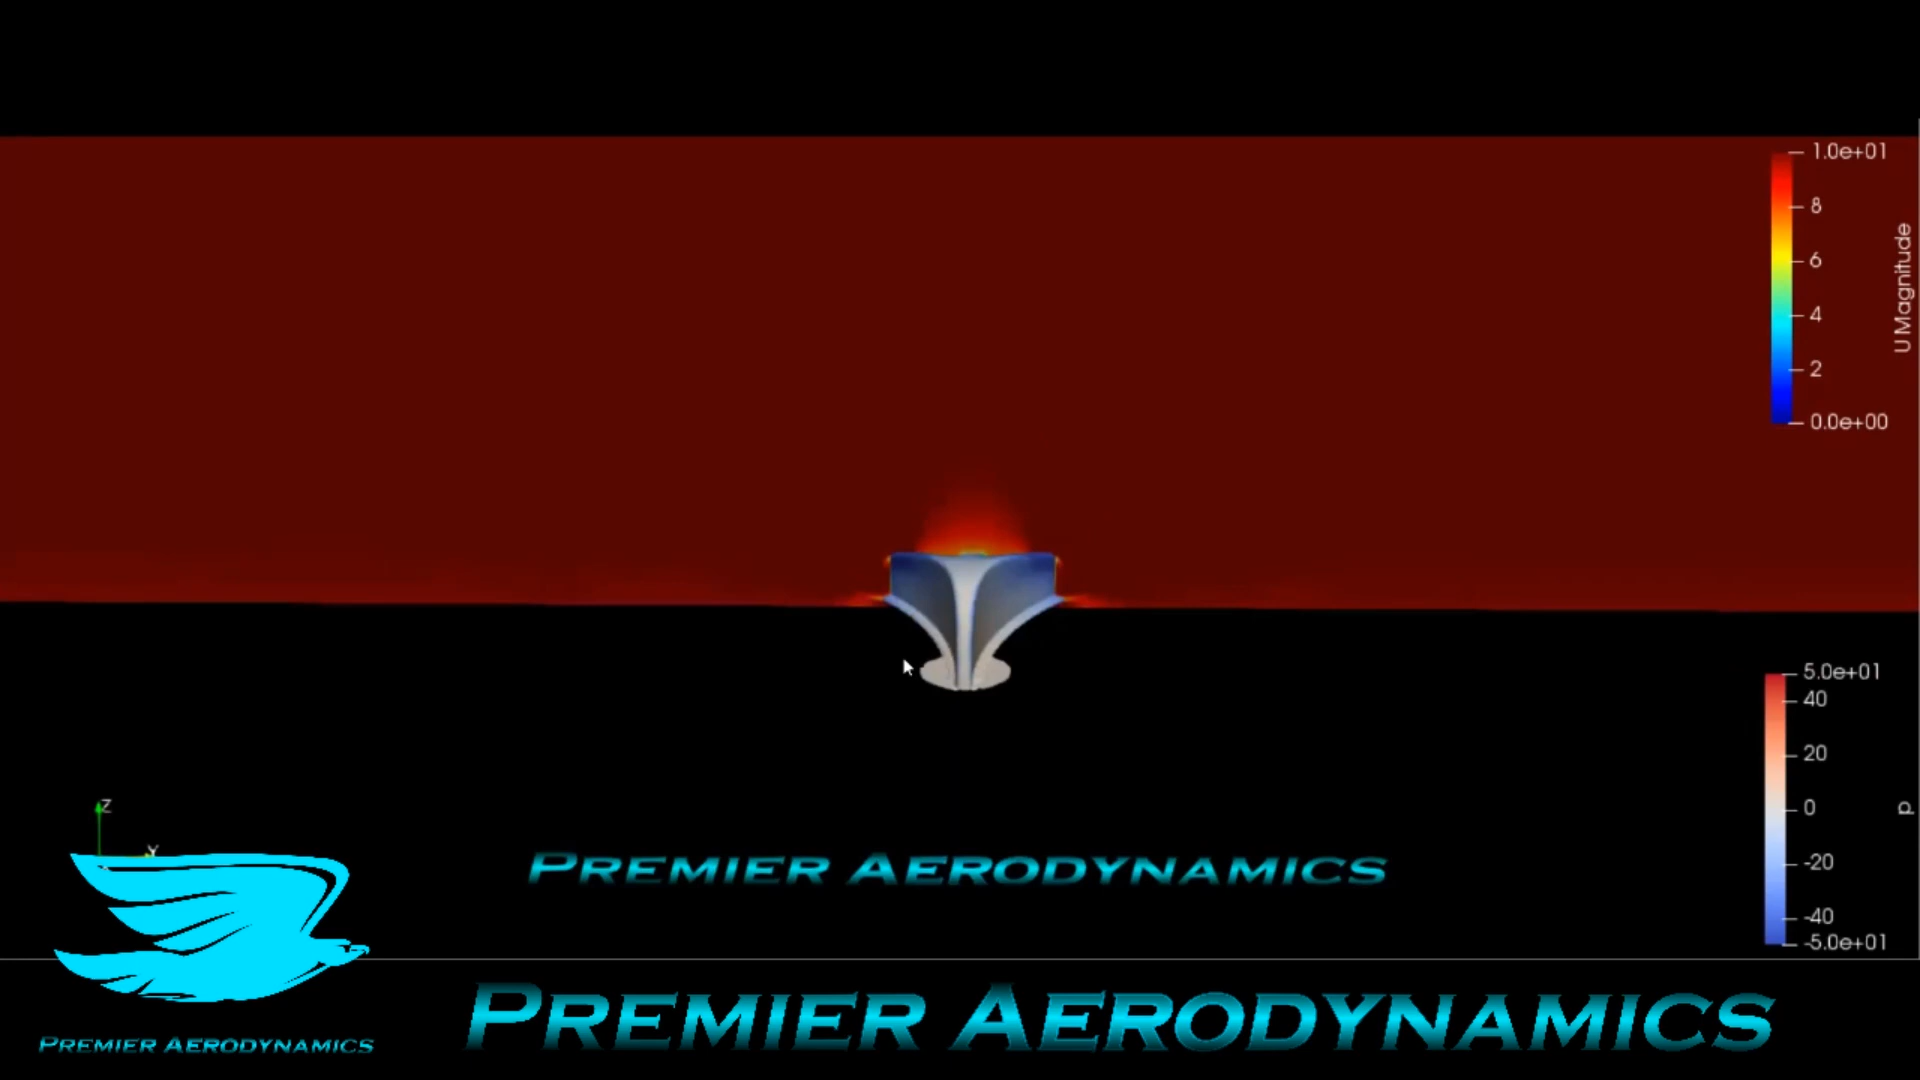 1.0e+01
8
6
4
2
0.0e+00
U Magnitude
5.0e+01
40
20
0
-20
-40
-5.0e+01
p
Z
Y
PREMIER AERODYNAMICS
PREMIER AERODYNAMICS
PREMIER AERODYNAMICS